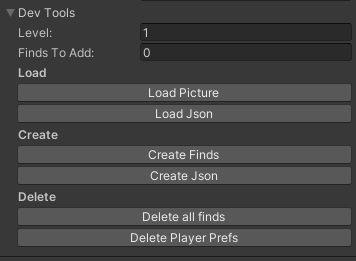 Dev Tools
Level: 1
Finds To Add: 0
Load
Load Picture
Load Json
Create
Create Finds
Create Json
Delete
Delete all finds
Delete Player Prefs